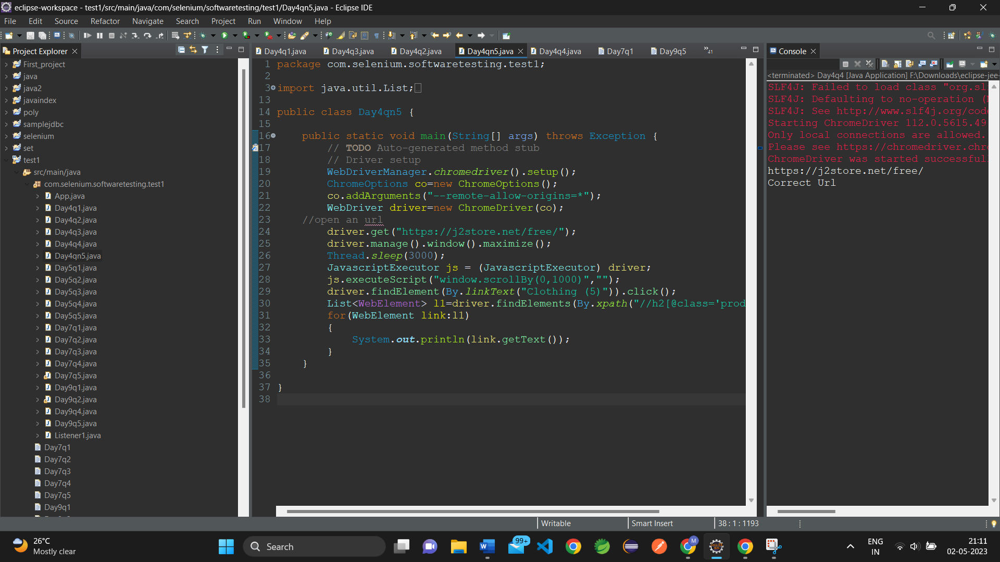 eclipse-workspace - test1/src/main/java/com/selenium/softwaretesting/test1/Day4qn5.java - Eclipse IDE
File Edit Source Refactor Navigate Search Project Run Window Help
Project Explorer
First_project
java
java2
javaindex
poly
samplejdbc
selenium
set
test1
src/main/java
com.selenium.softwaretesting.test1
App.java
Day4q1.java
Day4q2.java
Day4q3.java
Day4q4.java
Day4qn5.java
Day5q1.java
Day5q2.java
Day5q3.java
Day5q4.java
Day5q5.java
Day7q1.java
Day7q2.java
Day7q3.java
Day7q4.java
Day7q5.java
Day9q1.java
Day9q2.java
Day9q4.java
Day9q5.java
Listener1.java
Day7q1
Day7q2
Day7q3
Day7q4
Day7q5
Day9q1
Day4q1.java Day4q3.java Day4q2.java Day4qn5.java Day4q4.java Day7q1 Day9q5 »41
1 package com.selenium.softwaretesting.test1;
2
3 import java.util.List;
13
14 public class Day4qn5 {
15
16 public static void main(String[] args) throws Exception {
17 // TODO Auto-generated method stub
18 // Driver setup
19 WebDriverManager.chromedriver().setup();
20 ChromeOptions co=new ChromeOptions();
21 co.addArguments("--remote-allow-origins=*");
22 WebDriver driver=new ChromeDriver(co);
23 //open an url
24 driver.get("https://j2store.net/free/");
25 driver.manage().window().maximize();
26 Thread.sleep(3000);
27 JavascriptExecutor js = (JavascriptExecutor) driver;
28 js.executeScript("window.scrollBy(0,1000)","");
29 driver.findElement(By.linkText("Clothing (5)")).click();
30 List<WebElement> l1=driver.findElements(By.xpath("//h2[@class='prod
31 for(WebElement link:l1)
32 {
33 System.out.println(link.getText());
34 }
35 }
36
37 }
38
Console
<terminated> Day4q4 [Java Application] F:\Downloads\eclipse-jee-
SLF4J: Failed to load class "org.sl
SLF4J: Defaulting to no-operation (
SLF4J: See http://www.slf4j.org/cod
Starting ChromeDriver 112.0.5615.49
Only local connections are allowed.
Please see https://chromedriver.chr
ChromeDriver was started successful
https://j2store.net/free/
Correct Url
Writable Smart Insert 38 : 1 : 1193
26°C
Mostly clear
Search
99+
M
ENG
IN
21:11
02-05-2023